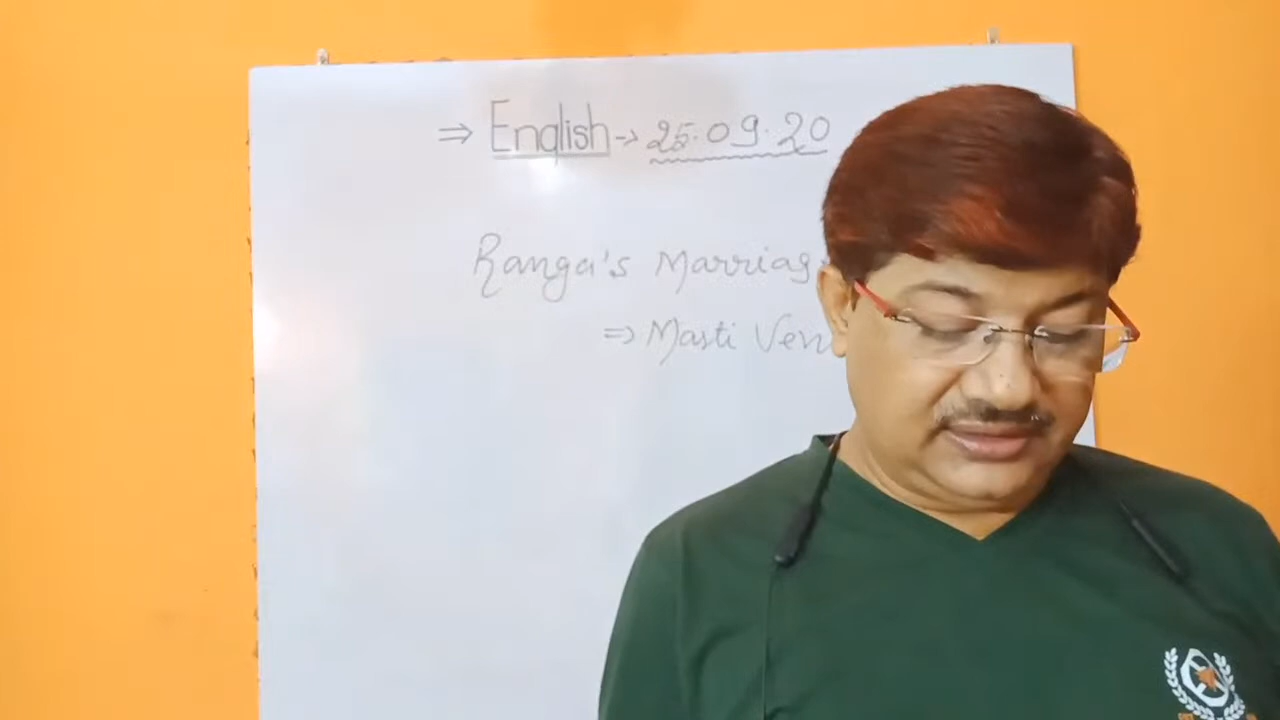 ⇒ English → 25.09.20
Ranga's Marriag
⇒ Masti Ven